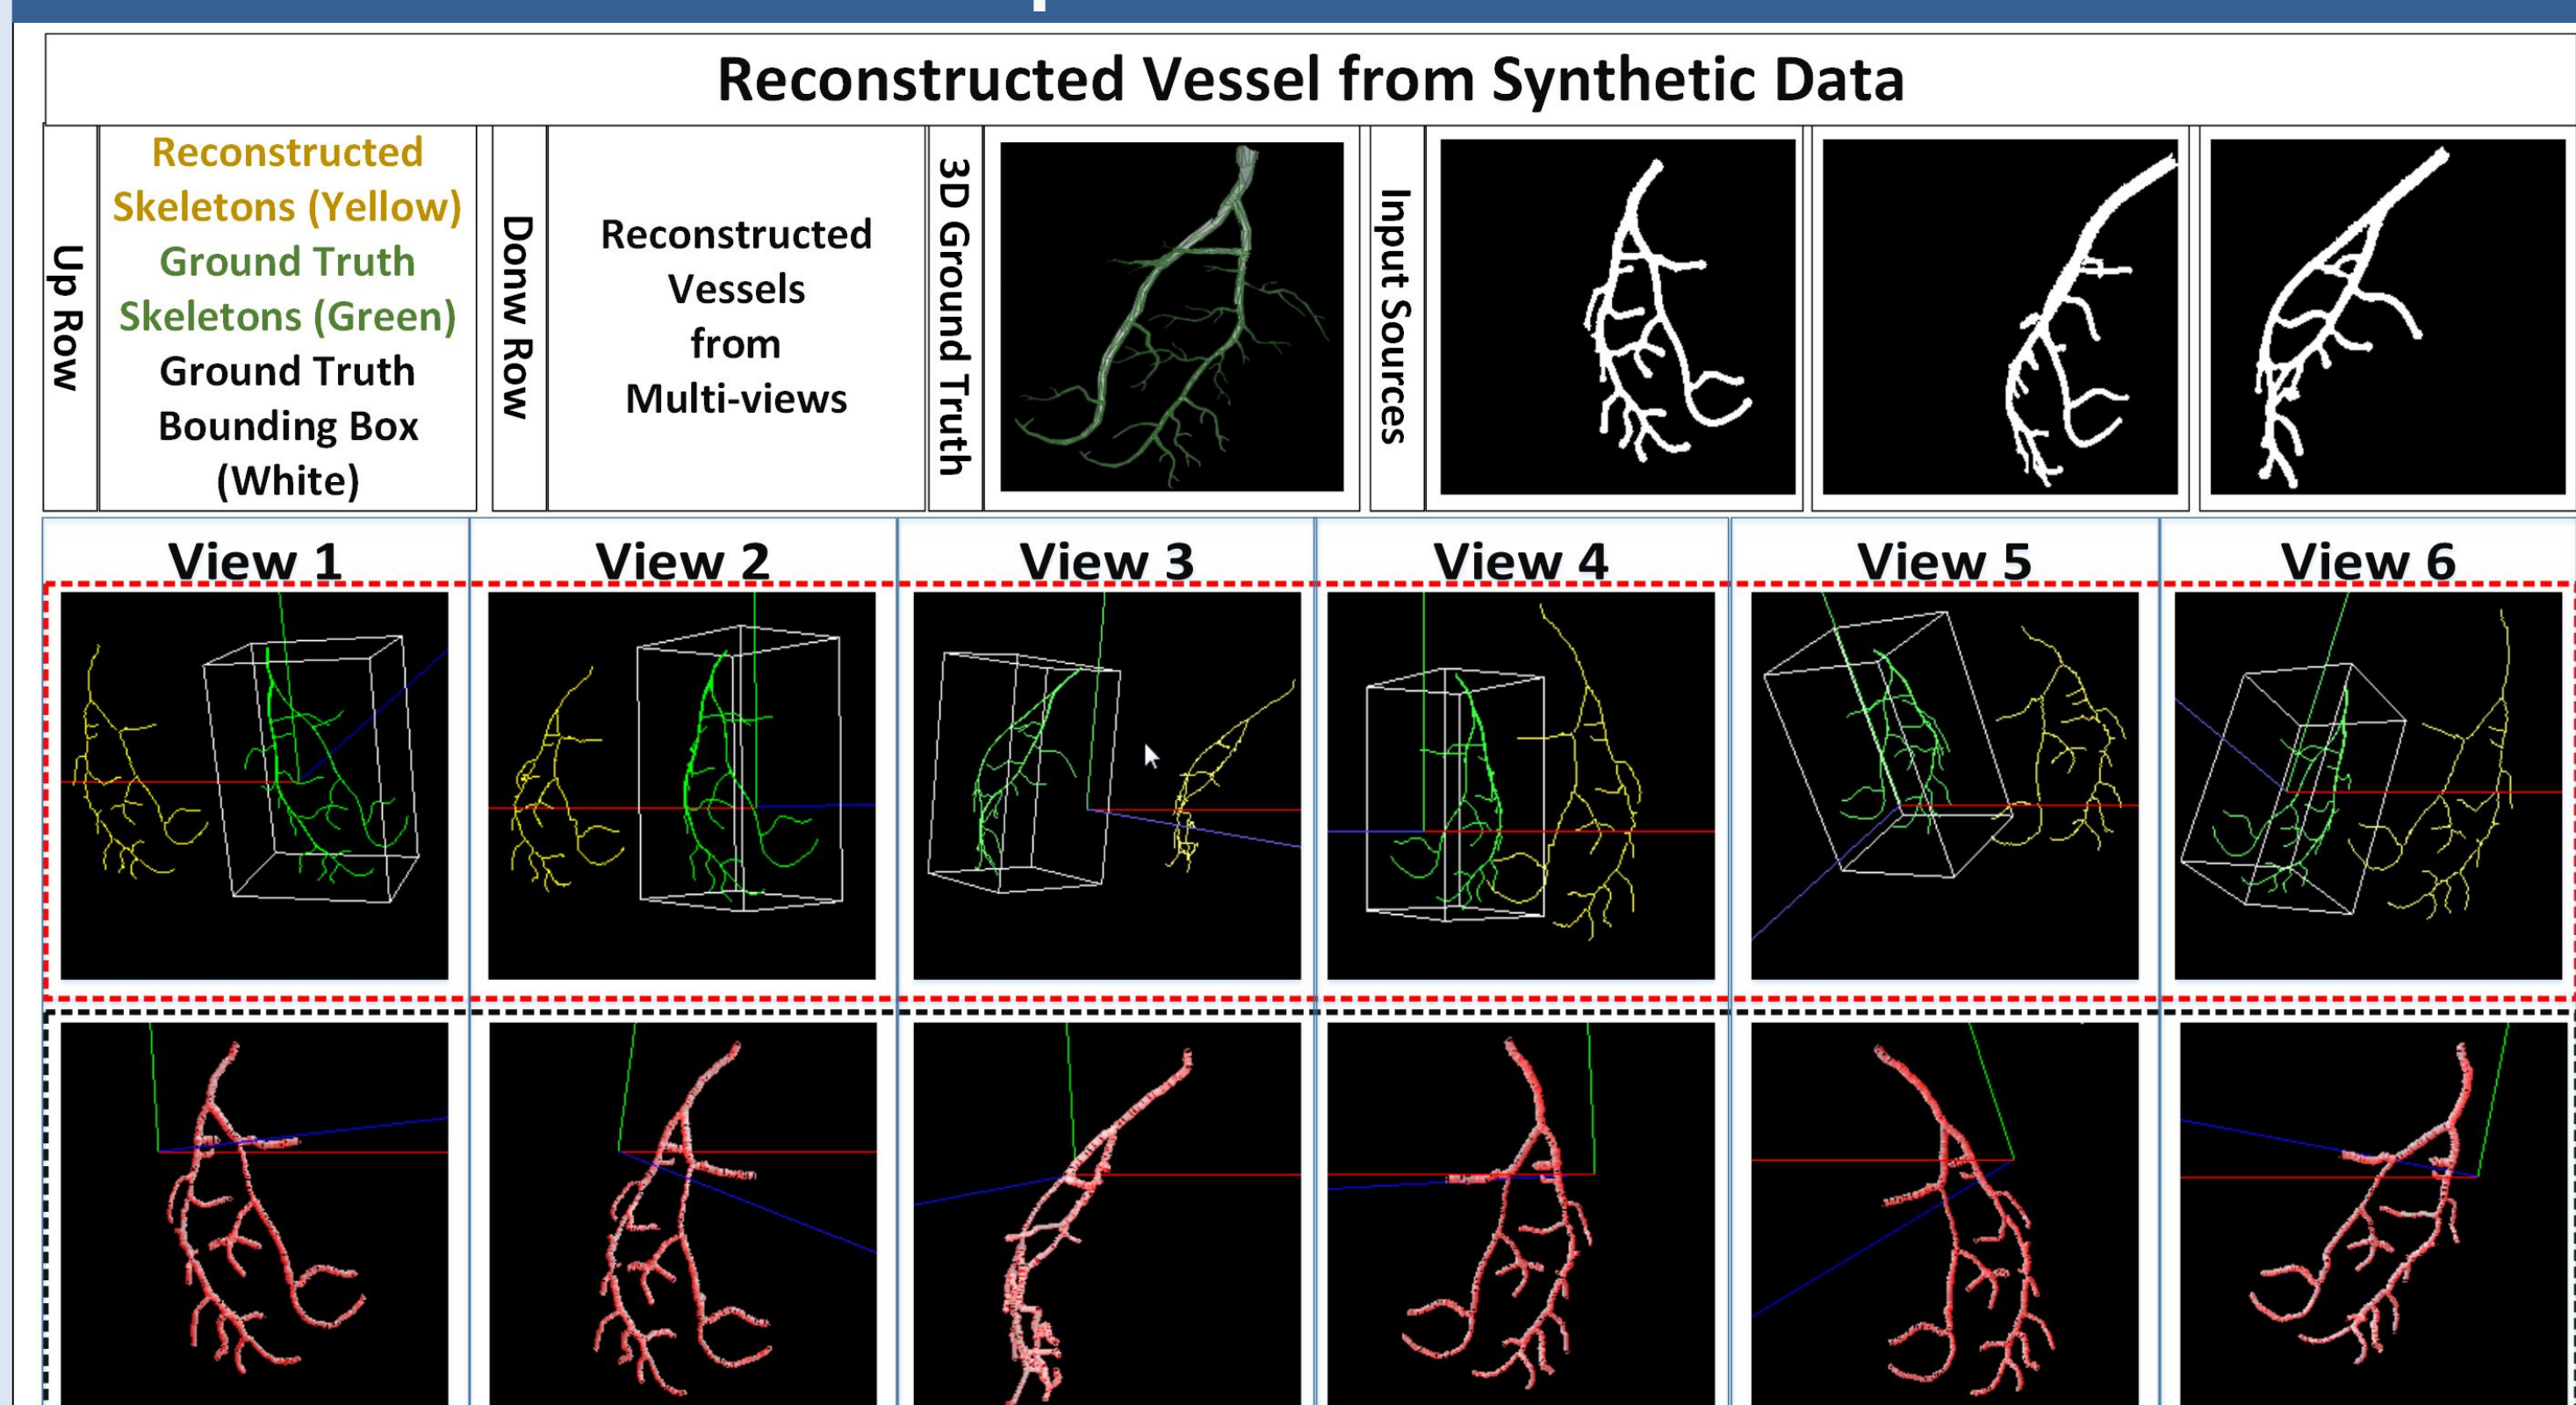 Reconstructed Vessel from Synthetic Data
Up Row
Reconstructed
Skeletons (Yellow)
Ground Truth
Skeletons (Green)
Ground Truth
Bounding Box
(White)
Donw Row
Reconstructed
Vessels
from
Multi-views
3D Ground Truth
Input Sources
View 1
View 2
View 3
View 4
View 5
View 6